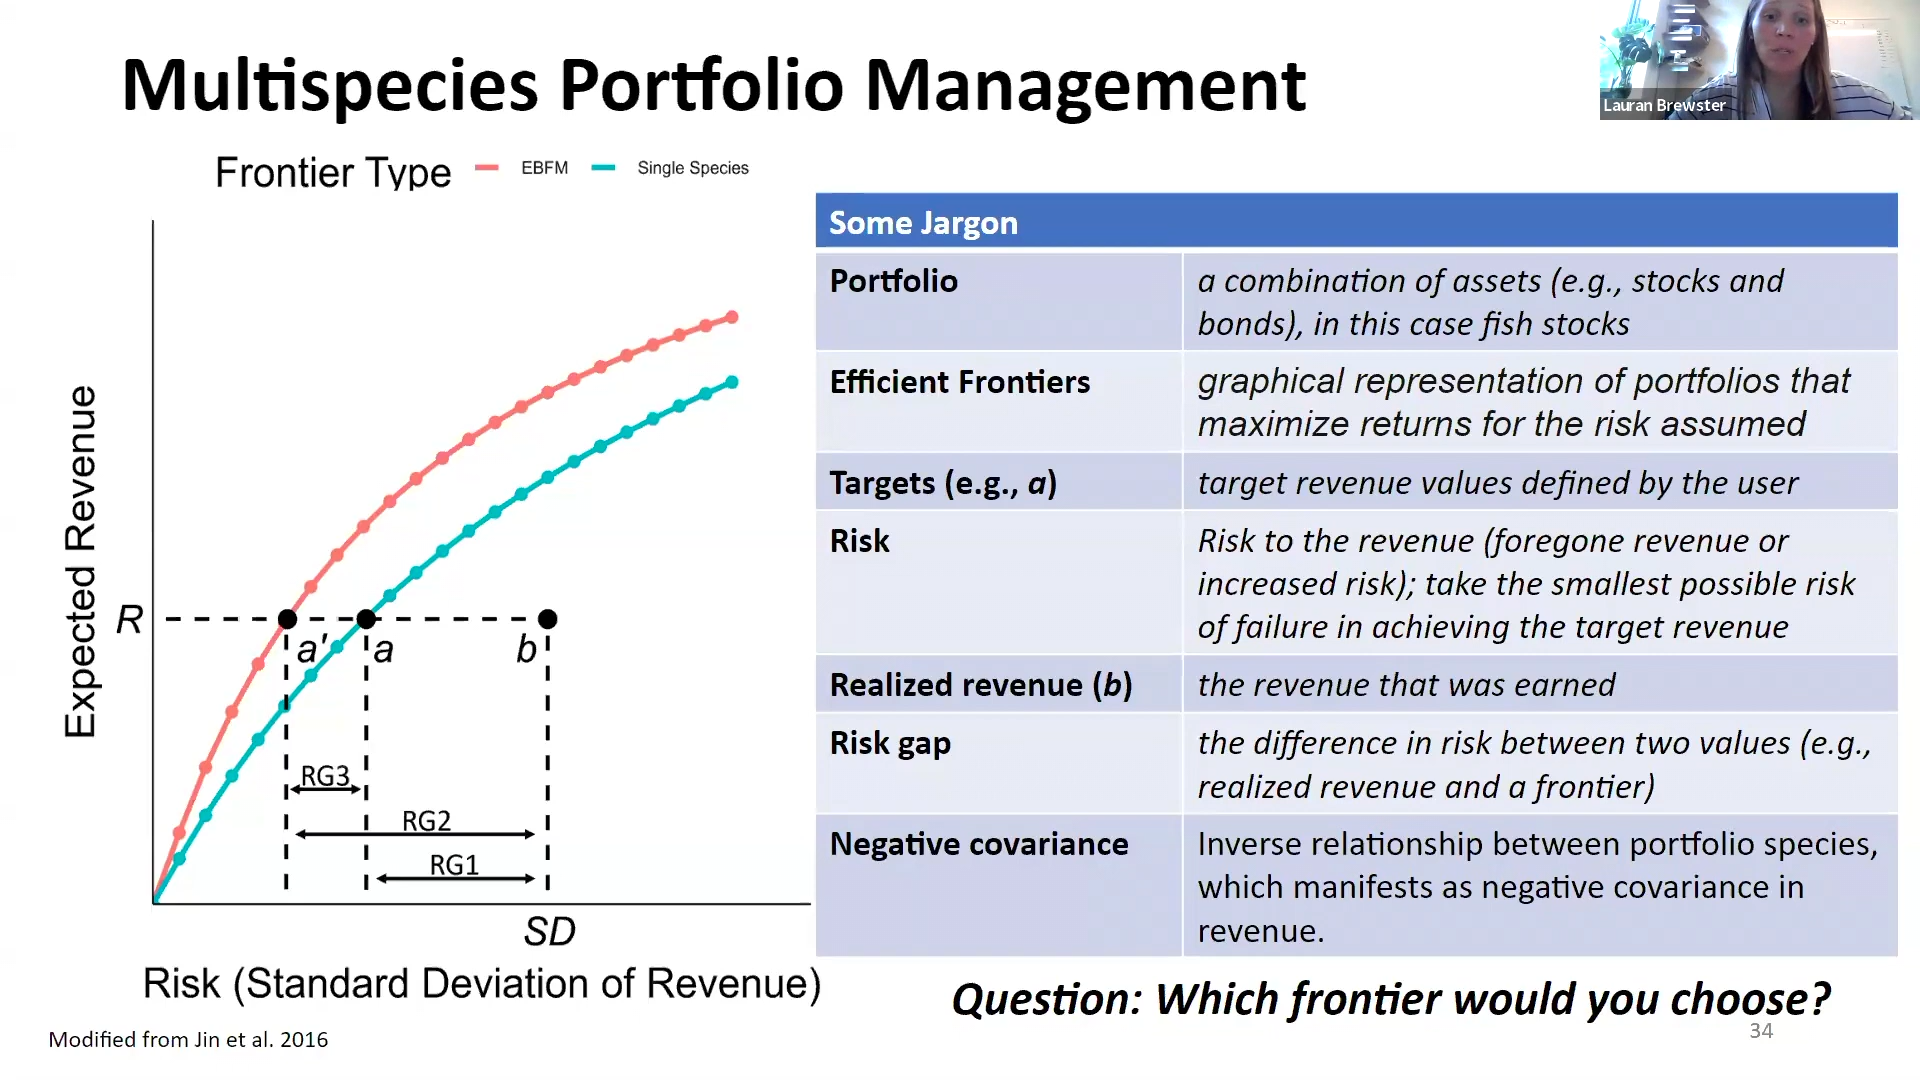 Multispecies Portfolio Management
Lauran Brewster
Frontier Type EBFM Single Species
Expected Revenue
R
a'
a
b
RG3
RG2
RG1
SD
Risk (Standard Deviation of Revenue)
Modified from Jin et al. 2016
Some Jargon
Portfolio
a combination of assets (e.g., stocks and
bonds), in this case fish stocks
Efficient Frontiers
graphical representation of portfolios that
maximize returns for the risk assumed
Targets (e.g., a)
target revenue values defined by the user
Risk
Risk to the revenue (foregone revenue or
increased risk); take the smallest possible risk
of failure in achieving the target revenue
Realized revenue (b)
the revenue that was earned
Risk gap
the difference in risk between two values (e.g.,
realized revenue and a frontier)
Negative covariance
Inverse relationship between portfolio species,
which manifests as negative covariance in
revenue.
Question: Which frontier would you choose?
34